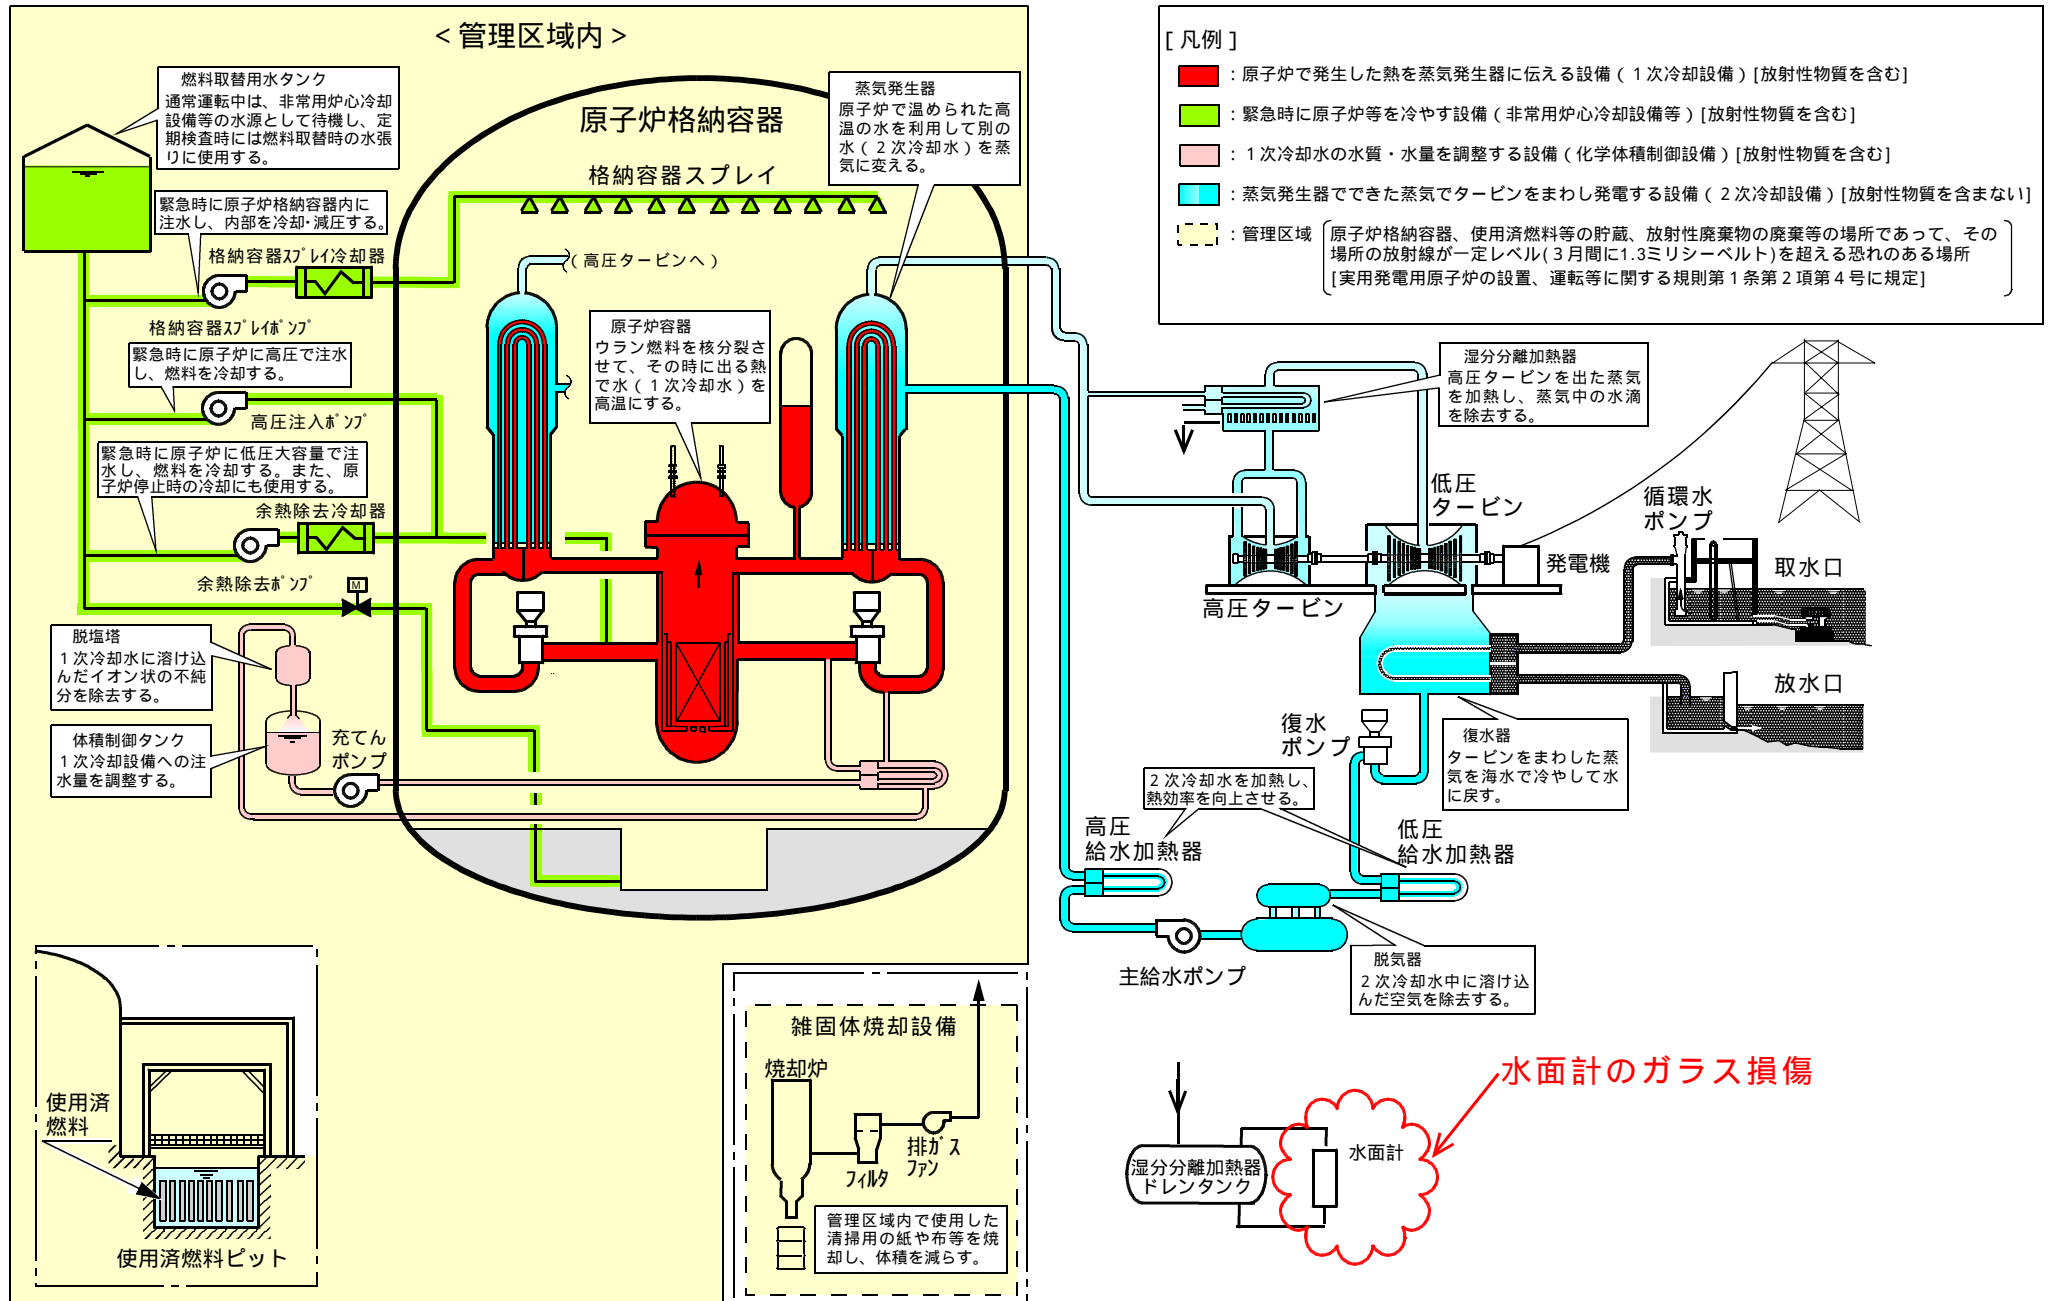 ＜管理区域内＞
燃料取替用水タンク
通常運転中は、非常用炉心冷却
設備等の水源として待機し、定
期検査時には燃料取替時の水張
りに使用する。
緊急時に原子炉格納容器内に
注水し、内部を冷却・減圧する。
格納容器ｽﾌﾟﾚｲ冷却器
格納容器ｽﾌﾟﾚｲﾎﾟﾝﾌﾟ
緊急時に原子炉に高圧で注水
し、燃料を冷却する。
高圧注入ﾎﾟﾝﾌﾟ
緊急時に原子炉に低圧大容量で注
水し、燃料を冷却する。また、原
子炉停止時の冷却にも使用する。
余熱除去冷却器
余熱除去ﾎﾟﾝﾌﾟ
M
脱塩塔
１次冷却水に溶け込
んだイオン状の不純
分を除去する。
体積制御タンク
１次冷却設備への注
水量を調整する。
充てん
ポンプ
原子炉格納容器
格納容器スプレイ
蒸気発生器
原子炉で温められた高
温の水を利用して別の
水（２次冷却水）を蒸
気に変える。
（高圧タービンへ）
原子炉容器
ウラン燃料を核分裂さ
せて、その時に出る熱
で水（１次冷却水）を
高温にする。
[凡例]
：原子炉で発生した熱を蒸気発生器に伝える設備（１次冷却設備）[放射性物質を含む]
：緊急時に原子炉等を冷やす設備（非常用炉心冷却設備等）[放射性物質を含む]
：１次冷却水の水質・水量を調整する設備（化学体積制御設備）[放射性物質を含む]
：蒸気発生器でできた蒸気でタービンをまわし発電する設備（２次冷却設備）[放射性物質を含まない]
：管理区域
原子炉格納容器、使用済燃料等の貯蔵、放射性廃棄物の廃棄等の場所であって、その
場所の放射線が一定レベル(３月間に1.3ミリシーベルト)を超える恐れのある場所
[実用発電用原子炉の設置、運転等に関する規則第１条第２項第４号に規定]
湿分分離加熱器
高圧タービンを出た蒸気
を加熱し、蒸気中の水滴
を除去する。
低圧
タービン
高圧タービン
発電機
循環水
ポンプ
取水口
放水口
復水
ポンプ
復水器
タービンをまわした蒸
気を海水で冷やして水
に戻す。
２次冷却水を加熱し、
熱効率を向上させる。
高圧
給水加熱器
低圧
給水加熱器
主給水ポンプ
脱気器
２次冷却水中に溶け込
んだ空気を除去する。
使用済
燃料
使用済燃料ピット
雑固体焼却設備
焼却炉
フィルタ
排ｶﾞｽ
ファン
管理区域内で使用した
清掃用の紙や布等を焼
却し、体積を減らす。
水面計のガラス損傷
水面計
湿分分離加熱器
ドレンタンク